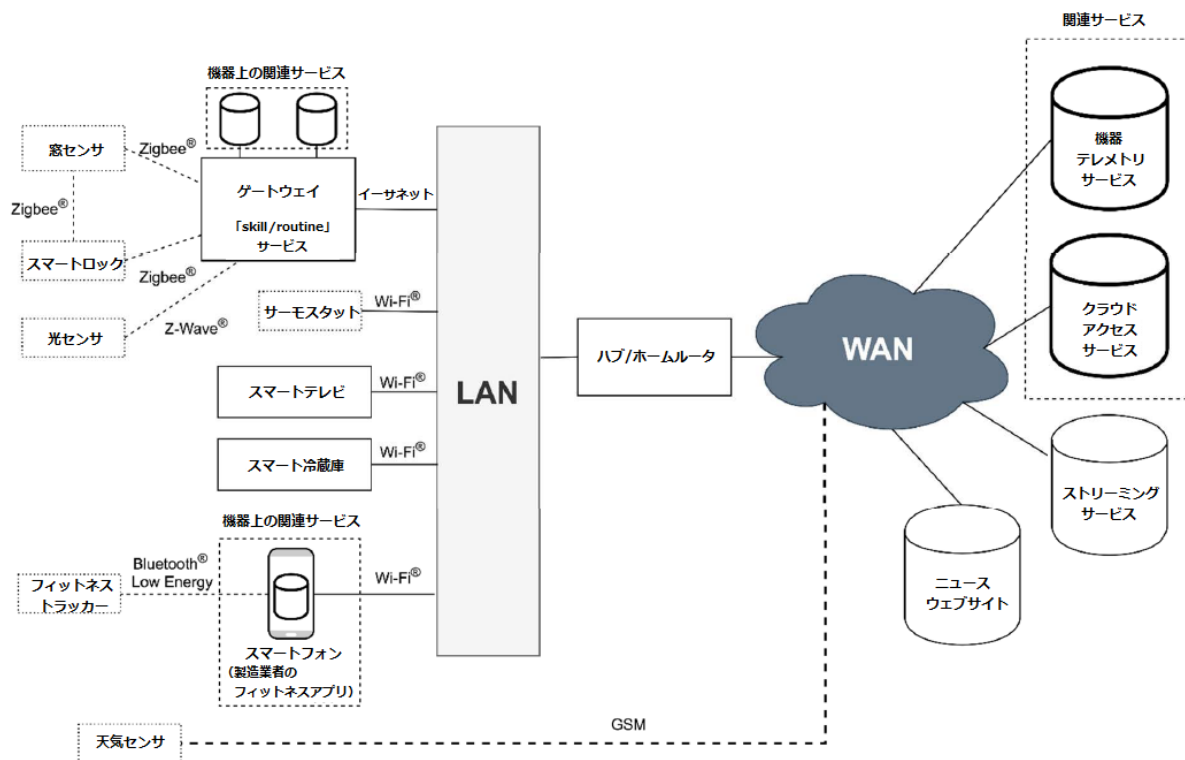 関連サービス
機器上の関連サービス
窓センサ
Zigbee®
機器
テレメトリ
サービス
ゲートウェイ
イーサネット
「skill/routine」
サービス
Zigbee®
スマートロック
Zigbee®
クラウド
アクセス
サービス
光センサ
Z-Wave®
サーモスタット
Wi-Fi®
LAN
ハブ/ホームルータ
WAN
スマートテレビ
Wi-Fi®
スマート冷蔵庫
Wi-Fi®
ストリーミング
サービス
機器上の関連サービス
Bluetooth®
Low Energy
Wi-Fi®
フィットネス
トラッカー
ニュース
ウェブサイト
スマートフォン
(製造業者の
フィットネスアプリ)
GSM
天気センサ